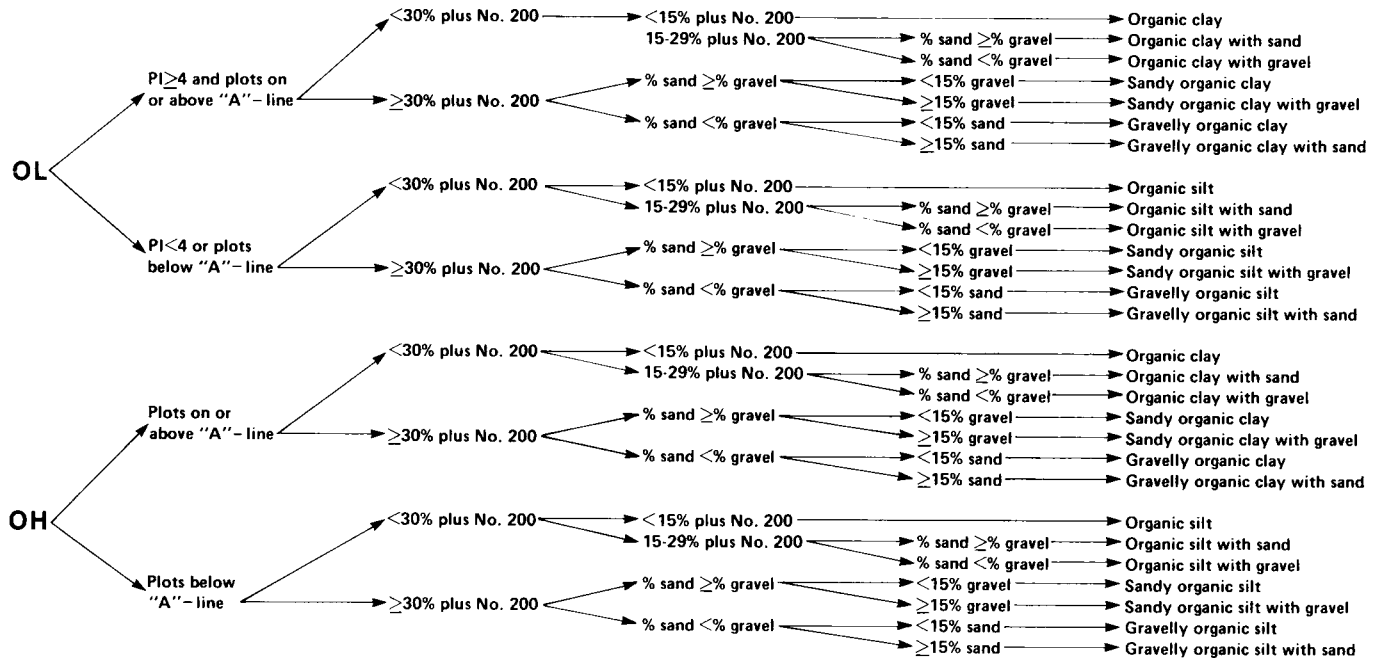 <30% plus No. 200 <15% plus No. 200 Organic clay
15-29% plus No. 200 % sand ≥% gravel Organic clay with sand
% sand <% gravel Organic clay with gravel
PI≥4 and plots on % sand ≥% gravel <15% gravel Sandy organic clay
or above "A"-line ≥30% plus No. 200 ≥15% gravel Sandy organic clay with gravel
% sand <% gravel <15% sand Gravelly organic clay
≥15% sand Gravelly organic clay with sand
OL
<30% plus No. 200 <15% plus No. 200 Organic silt
15-29% plus No. 200 % sand ≥% gravel Organic silt with sand
% sand <% gravel Organic silt with gravel
PI<4 or plots % sand ≥% gravel <15% gravel Sandy organic silt
below "A"-line ≥30% plus No. 200 ≥15% gravel Sandy organic silt with gravel
% sand <% gravel <15% sand Gravelly organic silt
≥15% sand Gravelly organic silt with sand
<30% plus No. 200 <15% plus No. 200 Organic clay
15-29% plus No. 200 % sand ≥% gravel Organic clay with sand
% sand <% gravel Organic clay with gravel
Plots on or % sand ≥% gravel <15% gravel Sandy organic clay
above "A"-line ≥30% plus No. 200 ≥15% gravel Sandy organic clay with gravel
% sand <% gravel <15% sand Gravelly organic clay
≥15% sand Gravelly organic clay with sand
OH
<30% plus No. 200 <15% plus No. 200 Organic silt
15-29% plus No. 200 % sand ≥% gravel Organic silt with sand
% sand <% gravel Organic silt with gravel
Plots below % sand ≥% gravel <15% gravel Sandy organic silt
"A"-line ≥30% plus No. 200 ≥15% gravel Sandy organic silt with gravel
% sand <% gravel <15% sand Gravelly organic silt
≥15% sand Gravelly organic silt with sand